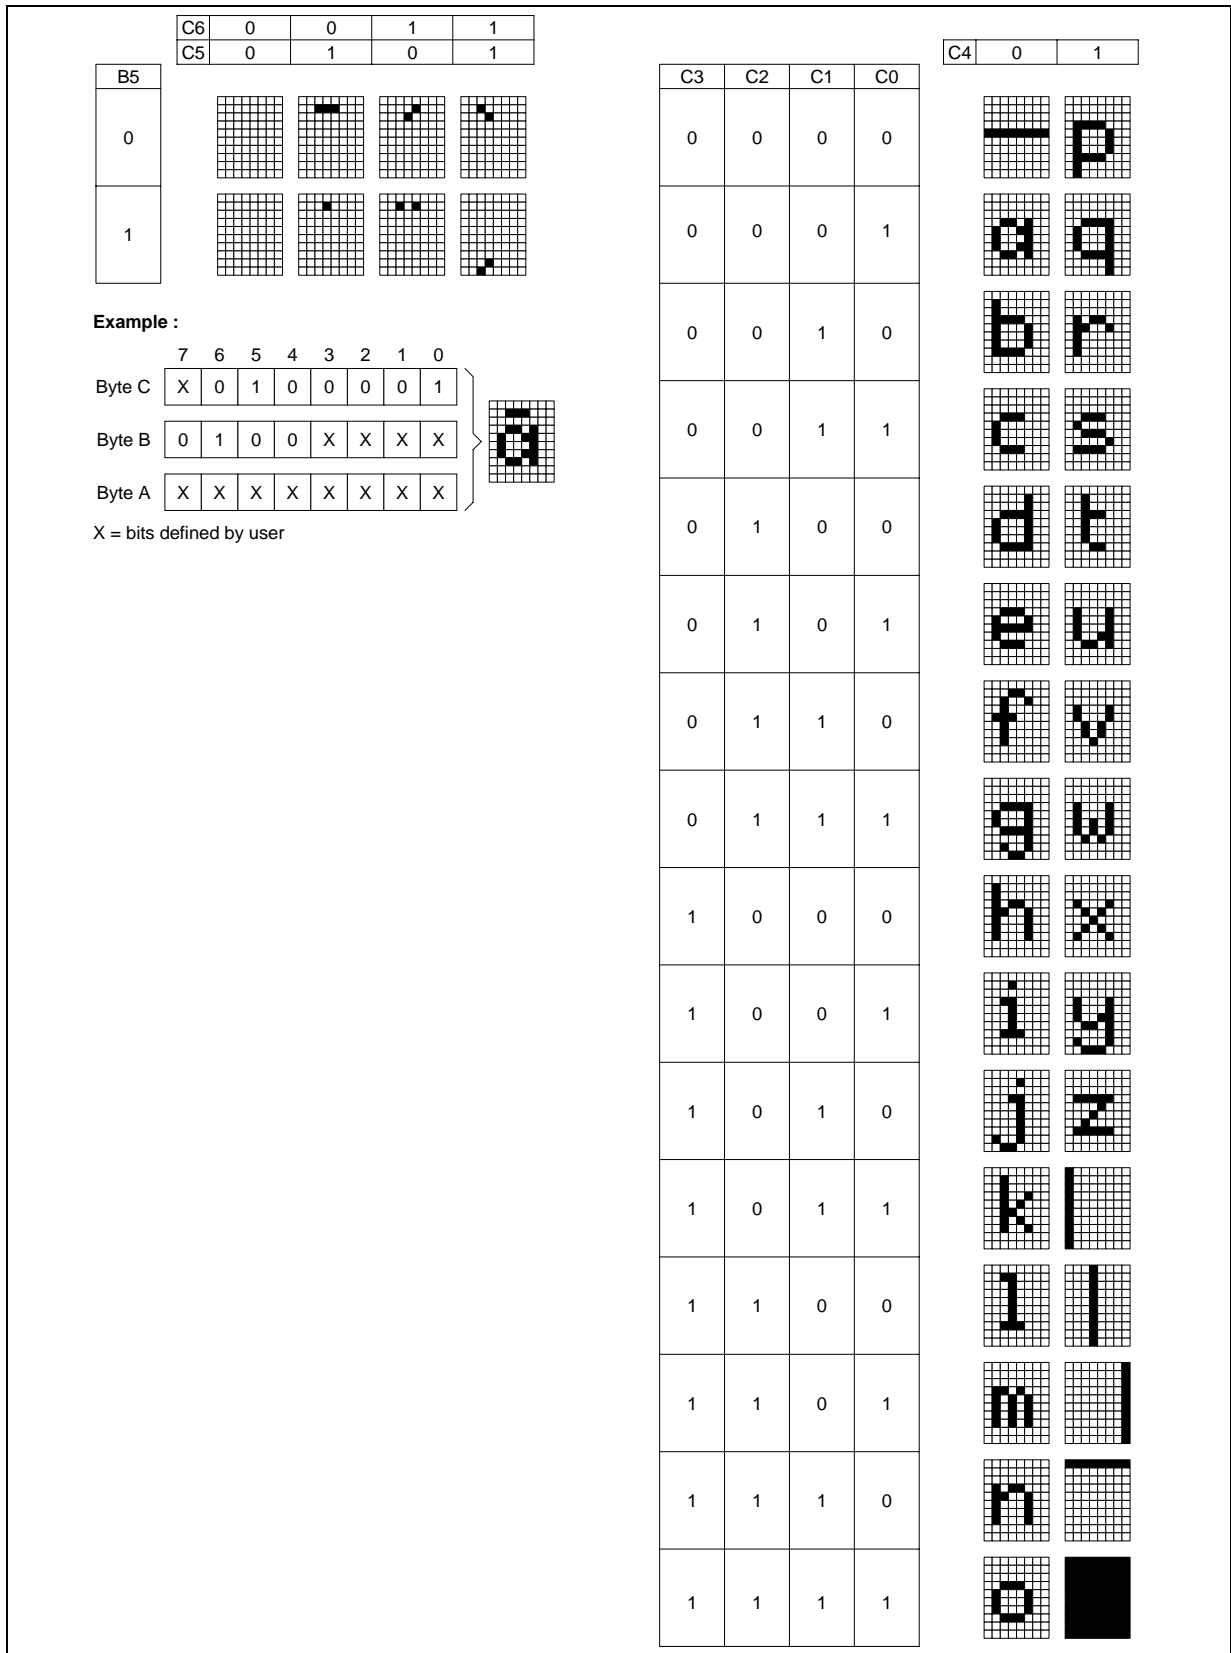 C6 0 0 1 1
C5 0 1 0 1
B5
0
1
Example :
7 6 5 4 3 2 1 0
Byte C X 0 1 0 0 0 0 1
ā
Byte B 0 1 0 0 X X X X
Byte A X X X X X X X X
X = bits defined by user
C4 0 1
C3 C2 C1 C0
0 0 0 0 p
0 0 0 1 a q
0 0 1 0 b r
0 0 1 1 c s
0 1 0 0 d t
0 1 0 1 e u
0 1 1 0 f v
0 1 1 1 g w
1 0 0 0 h x
1 0 0 1 i y
1 0 1 0 j z
1 0 1 1 k
1 1 0 0 l
1 1 0 1 m
1 1 1 0 n
1 1 1 1 o